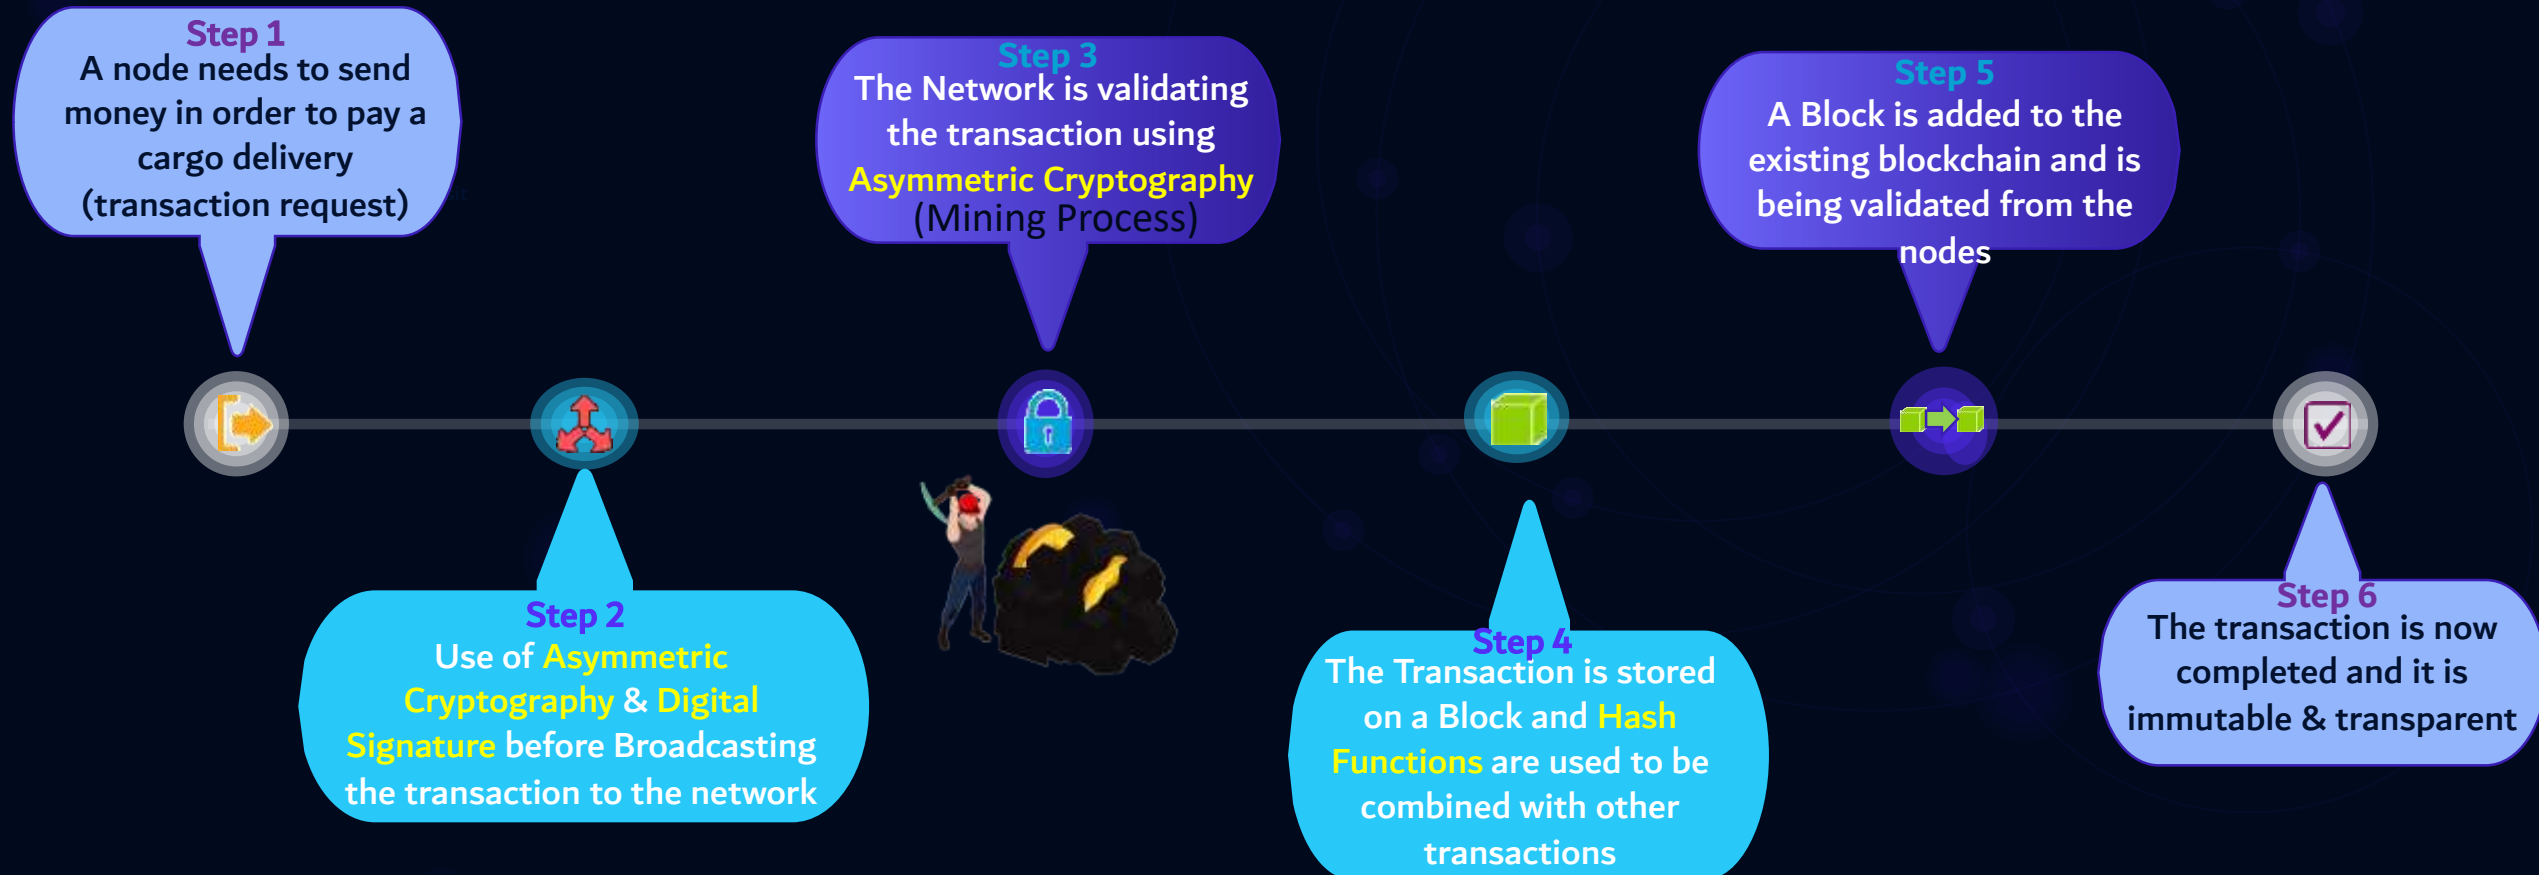 Step 1
A node needs to send
money in order to pay a
cargo delivery
(transaction request)
Step 2
Use of Asymmetric
Cryptography & Digital
Signature before Broadcasting
the transaction to the network
Step 3
The Network is validating
the transaction using
Asymmetric Cryptography
(Mining Process)
Step 4
The Transaction is stored
on a Block and Hash
Functions are used to be
combined with other
transactions
Step 5
A Block is added to the
existing blockchain and is
being validated from the
nodes
Step 6
The transaction is now
completed and it is
immutable & transparent